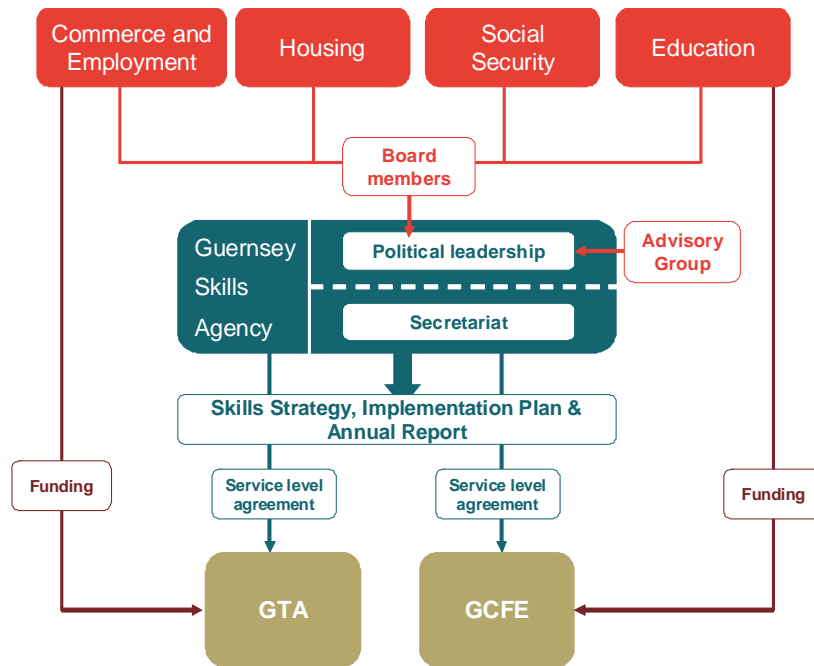 Commerce and
Employment
Housing
Social
Security
Education
Board
members
Guernsey
Skills
Agency
Political leadership
Advisory
Group
Secretariat
Skills Strategy, Implementation Plan &
Annual Report
Funding
Service level
agreement
Service level
agreement
Funding
GTA
GCFE